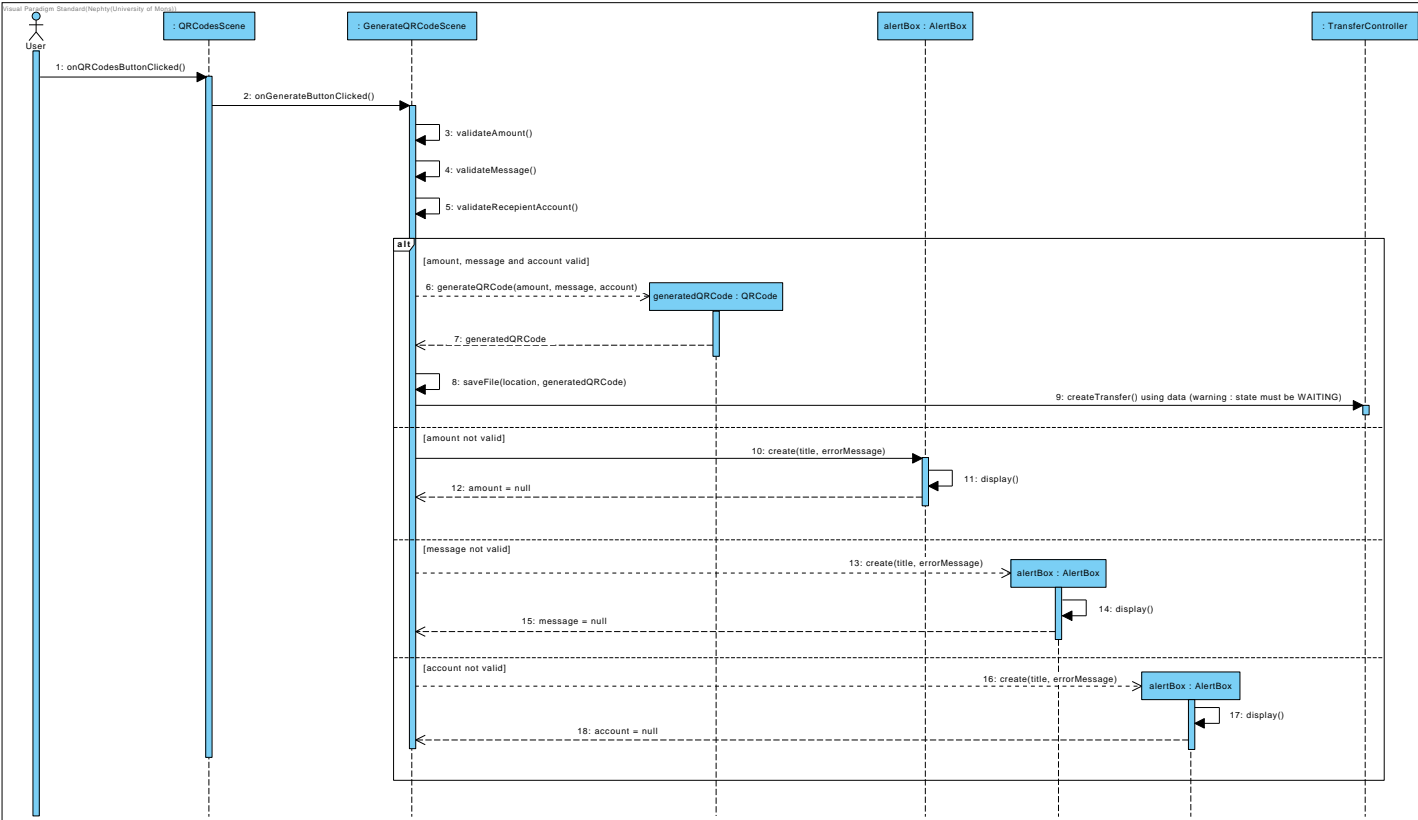 Visual Paradigm Standard(Nephty(University of Mons))
User
: QRCodesScene
: GenerateQRCodeScene
alertBox : AlertBox
: TransferController
1: onQRCodesButtonClicked()
2: onGenerateButtonClicked()
3: validateAmount()
4: validateMessage()
5: validateRecepientAccount()
alt
[amount, message and account valid]
6: generateQRCode(amount, message, account)
generatedQRCode : QRCode
7: generatedQRCode
8: saveFile(location, generatedQRCode)
9: createTransfer() using data (warning : state must be WAITING)
[amount not valid]
10: create(title, errorMessage)
11: display()
12: amount = null
[message not valid]
13: create(title, errorMessage)
alertBox : AlertBox
14: display()
15: message = null
[account not valid]
16: create(title, errorMessage)
alertBox : AlertBox
17: display()
18: account = null